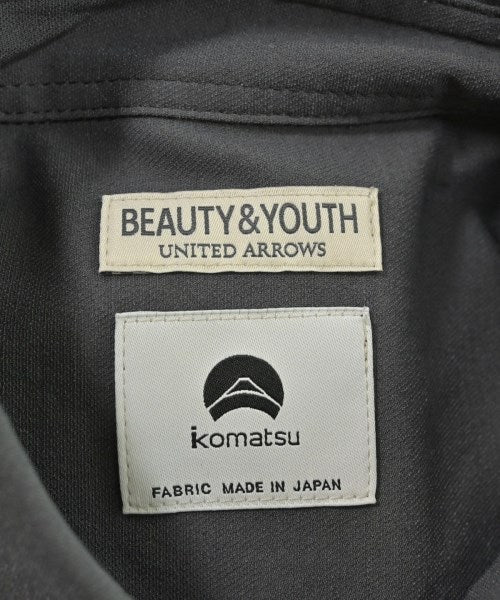 BEAUTY&YOUTH
UNITED ARROWS
komatsu
FABRIC MADE IN JAPAN